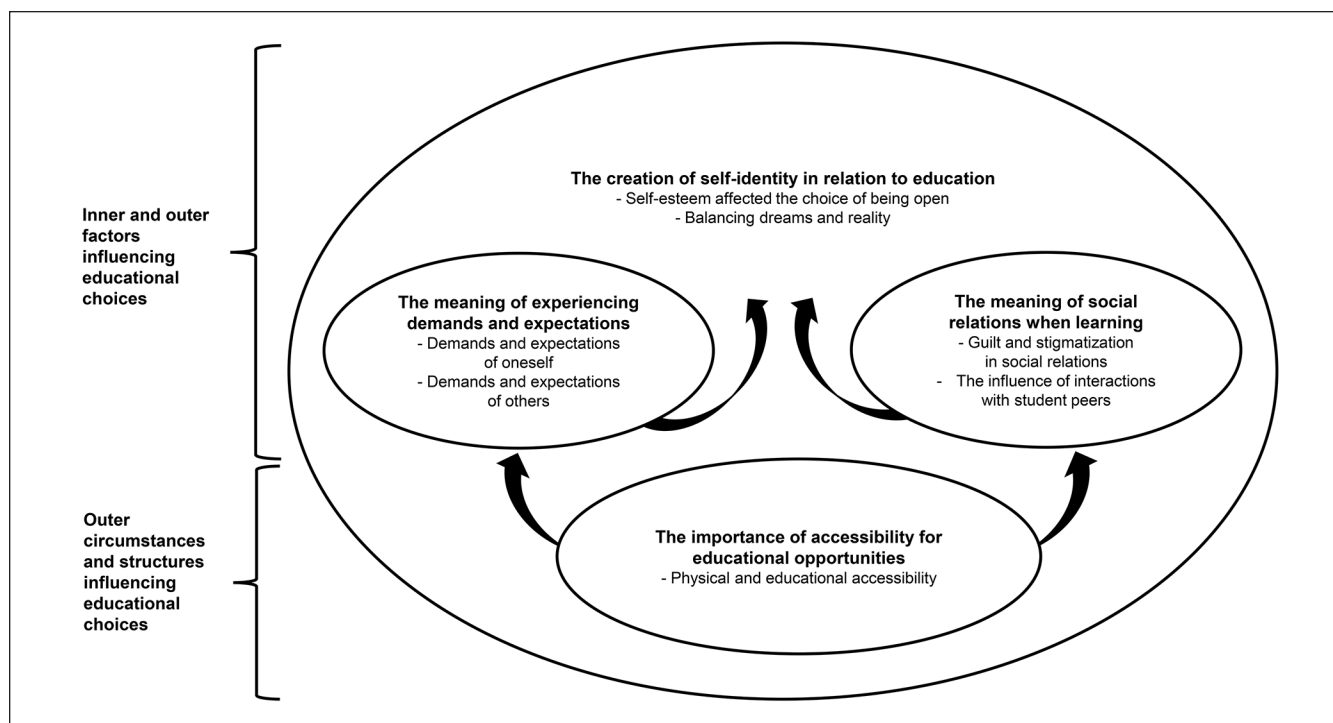 The creation of self-identity in relation to education
- Self-esteem affected the choice of being open
- Balancing dreams and reality
Inner and outer
factors
influencing
educational
choices
The meaning of experiencing
demands and expectations
- Demands and expectations
of oneself
- Demands and expectations
of others
The meaning of social
relations when learning
- Guilt and stigmatization
in social relations
- The influence of interactions
with student peers
Outer
circumstances
and structures
influencing
educational
choices
The importance of accessibility for
educational opportunities
- Physical and educational accessibility